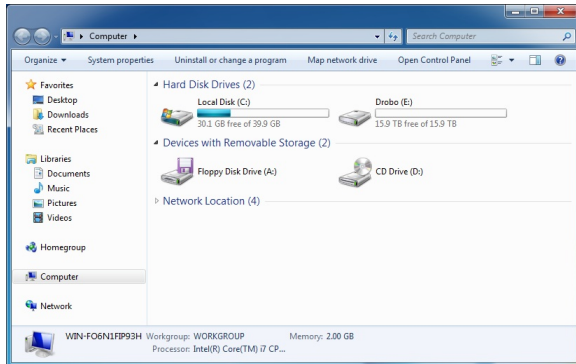 Computer
Search Computer
Organize
System properties
Uninstall or change a program
Map network drive
Open Control Panel
Favorites
Desktop
Downloads
Recent Places
Libraries
Documents
Music
Pictures
Videos
Homegroup
Computer
Network
Hard Disk Drives (2)
Local Disk (C:)
30.1 GB free of 39.9 GB
Drobo (E:)
15.9 TB free of 15.9 TB
Devices with Removable Storage (2)
Floppy Disk Drive (A:)
CD Drive (D:)
Network Location (4)
WIN-FO6N1FIP93H Workgroup: WORKGROUP Memory: 2.00 GB
Processor: Intel(R) Core(TM) i7 CP...